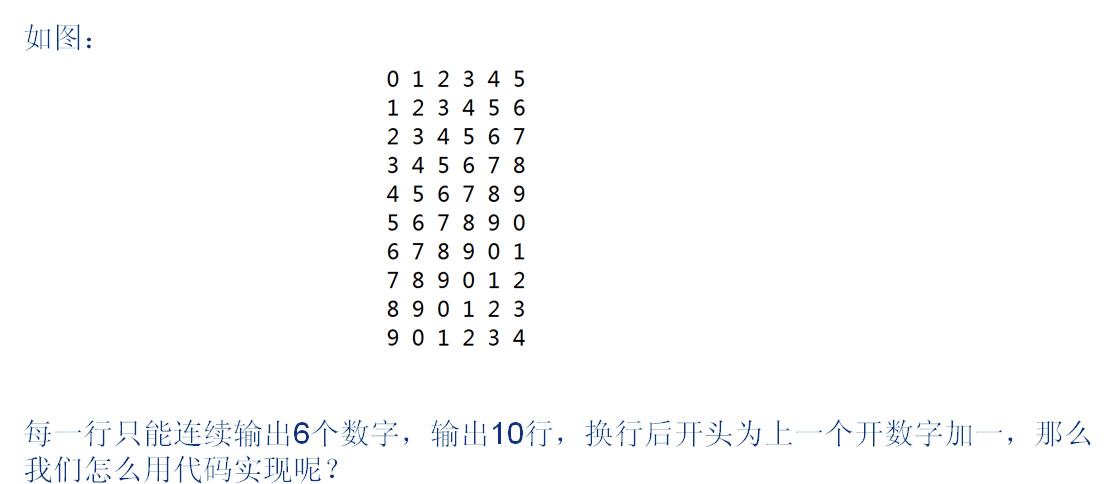 如图：
0 1 2 3 4 5
1 2 3 4 5 6
2 3 4 5 6 7
3 4 5 6 7 8
4 5 6 7 8 9
5 6 7 8 9 0
6 7 8 9 0 1
7 8 9 0 1 2
8 9 0 1 2 3
9 0 1 2 3 4
每一行只能连续输出6个数字，输出10行，换行后开头为上一个开数字加一，那么
我们怎么用代码实现呢？